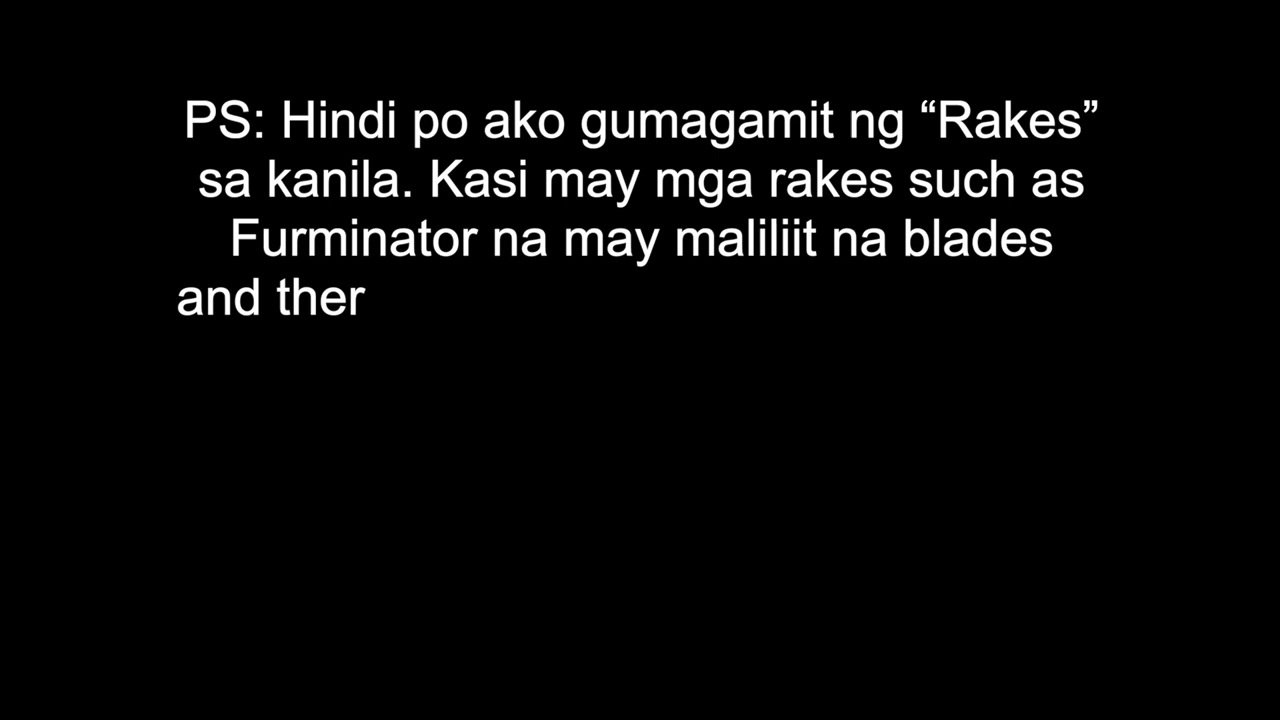 PS: Hindi po ako gumagamit ng “Rakes”
sa kanila. Kasi may mga rakes such as
Furminator na may maliliit na blades
and ther